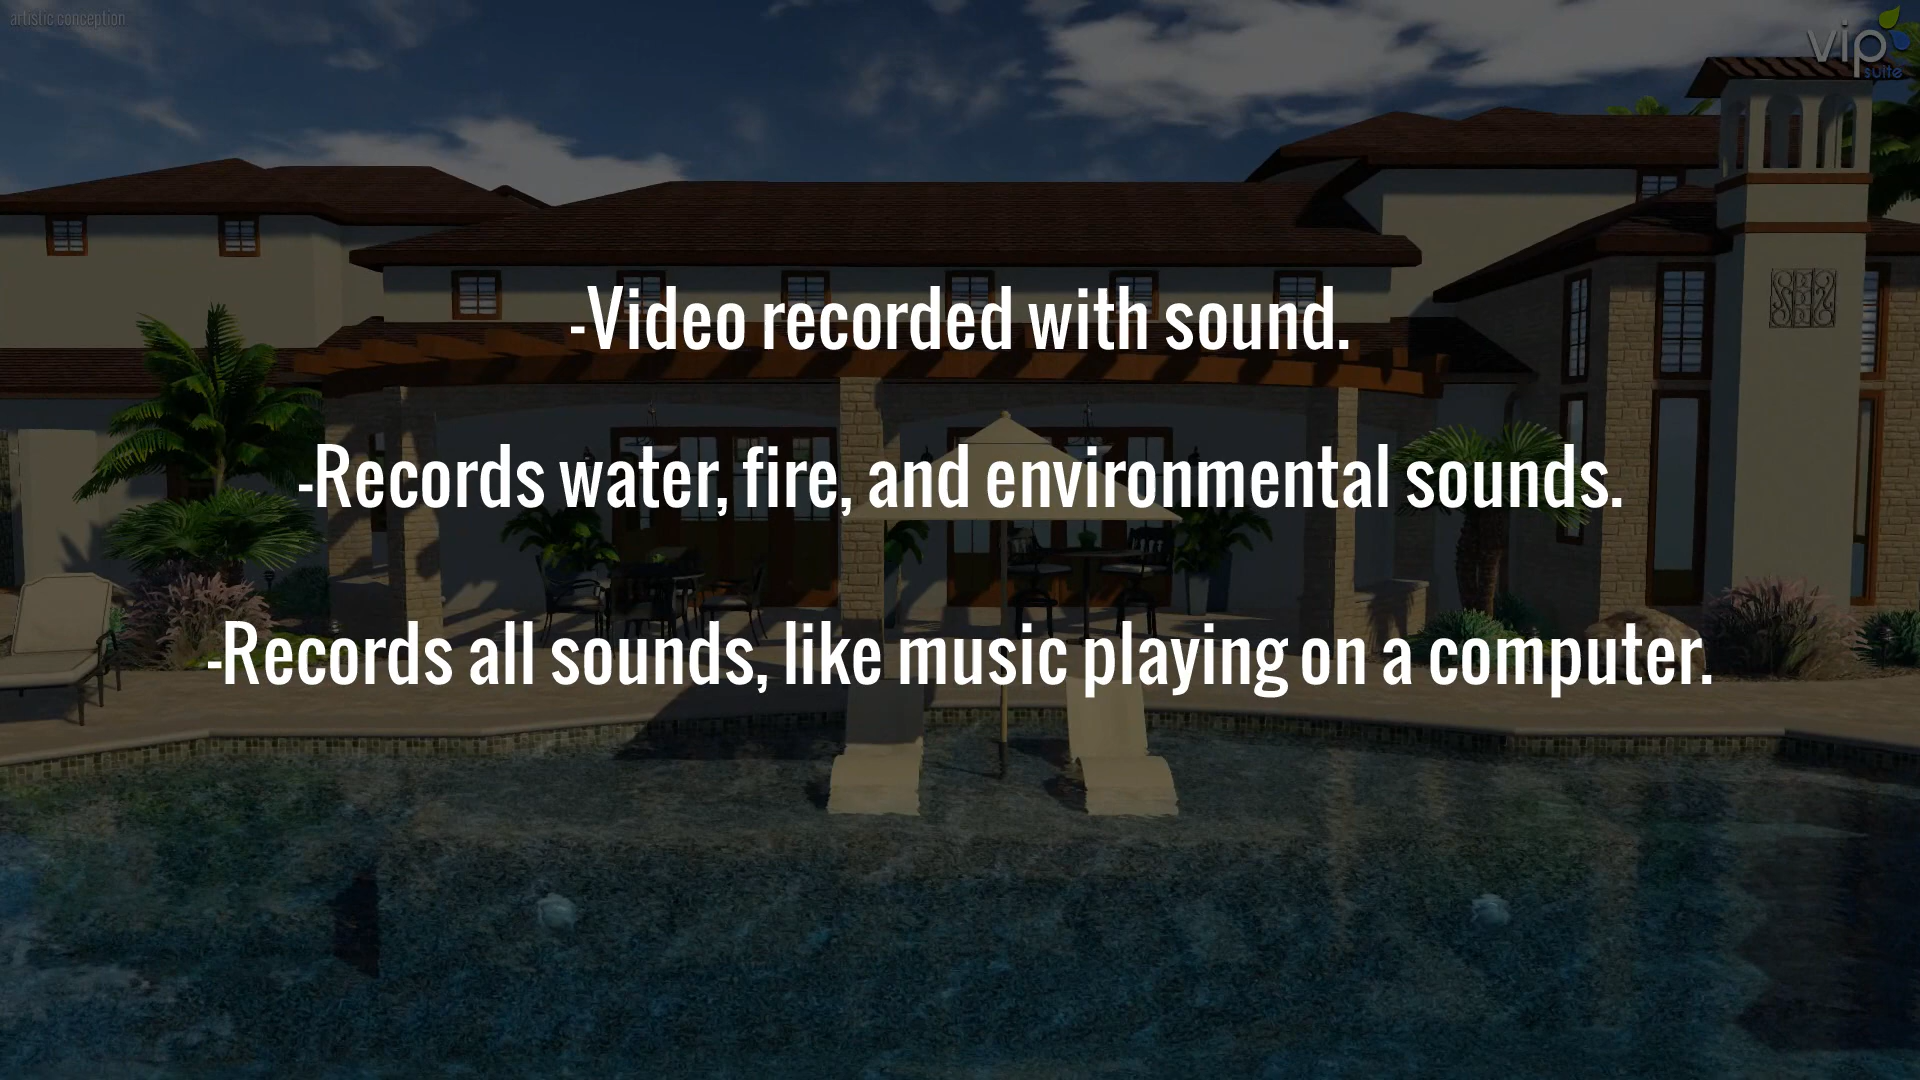 artistic conception
vip
suite
-Video recorded with sound.
-Records water, fire, and environmental sounds.
-Records all sounds, like music playing on a computer.